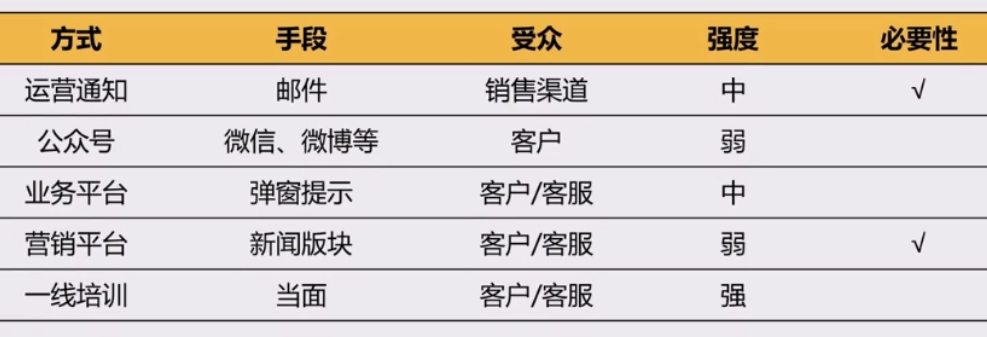 方式 手段 受众 强度 必要性
运营通知 邮件 销售渠道 中 √
公众号 微信、微博等 客户 弱
业务平台 弹窗提示 客户/客服 中
营销平台 新闻版块 客户/客服 弱 √
一线培训 当面 客户/客服 强